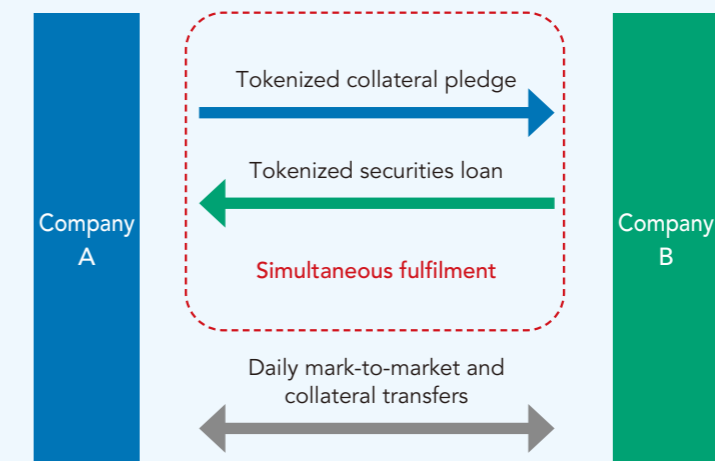 Tokenized collateral pledge
Tokenized securities loan
Company
A
Company
B
Simultaneous fulfilment
Daily mark-to-market and
collateral transfers